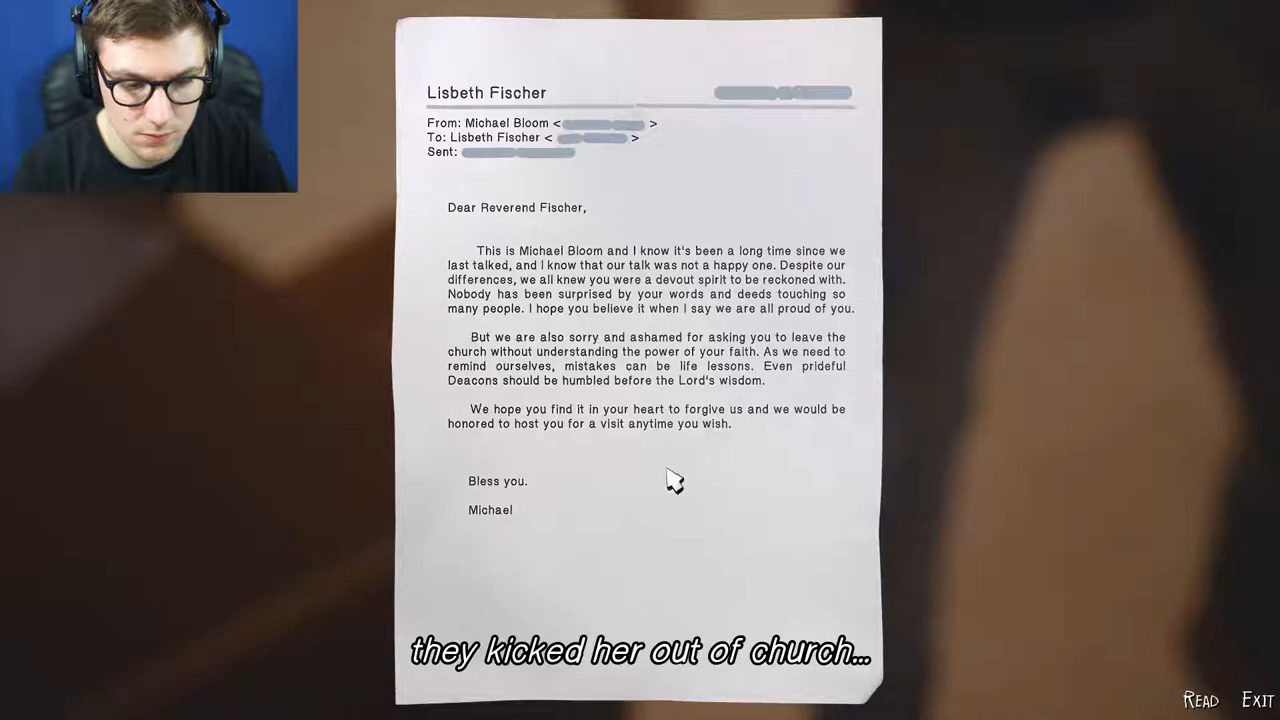 Lisbeth Fischer
From: Michael Bloom < >
To: Lisbeth Fischer < >
Sent:
Dear Reverend Fischer,
This is Michael Bloom and I know it's been a long time since we
last talked, and I know that our talk was not a happy one. Despite our
differences, we all knew you were a devout spirit to be reckoned with.
Nobody has been surprised by your words and deeds touching so
many people. I hope you believe it when I say we are all proud of you.
But we are also sorry and ashamed for asking you to leave the
church without understanding the power of your faith. As we need to
remind ourselves, mistakes can be life lessons. Even prideful
Deacons should be humbled before the Lord's wisdom.
We hope you find it in your heart to forgive us and we would be
honored to host you for a visit anytime you wish.
Bless you.
Michael
they kicked her out of church...
READ EXIT